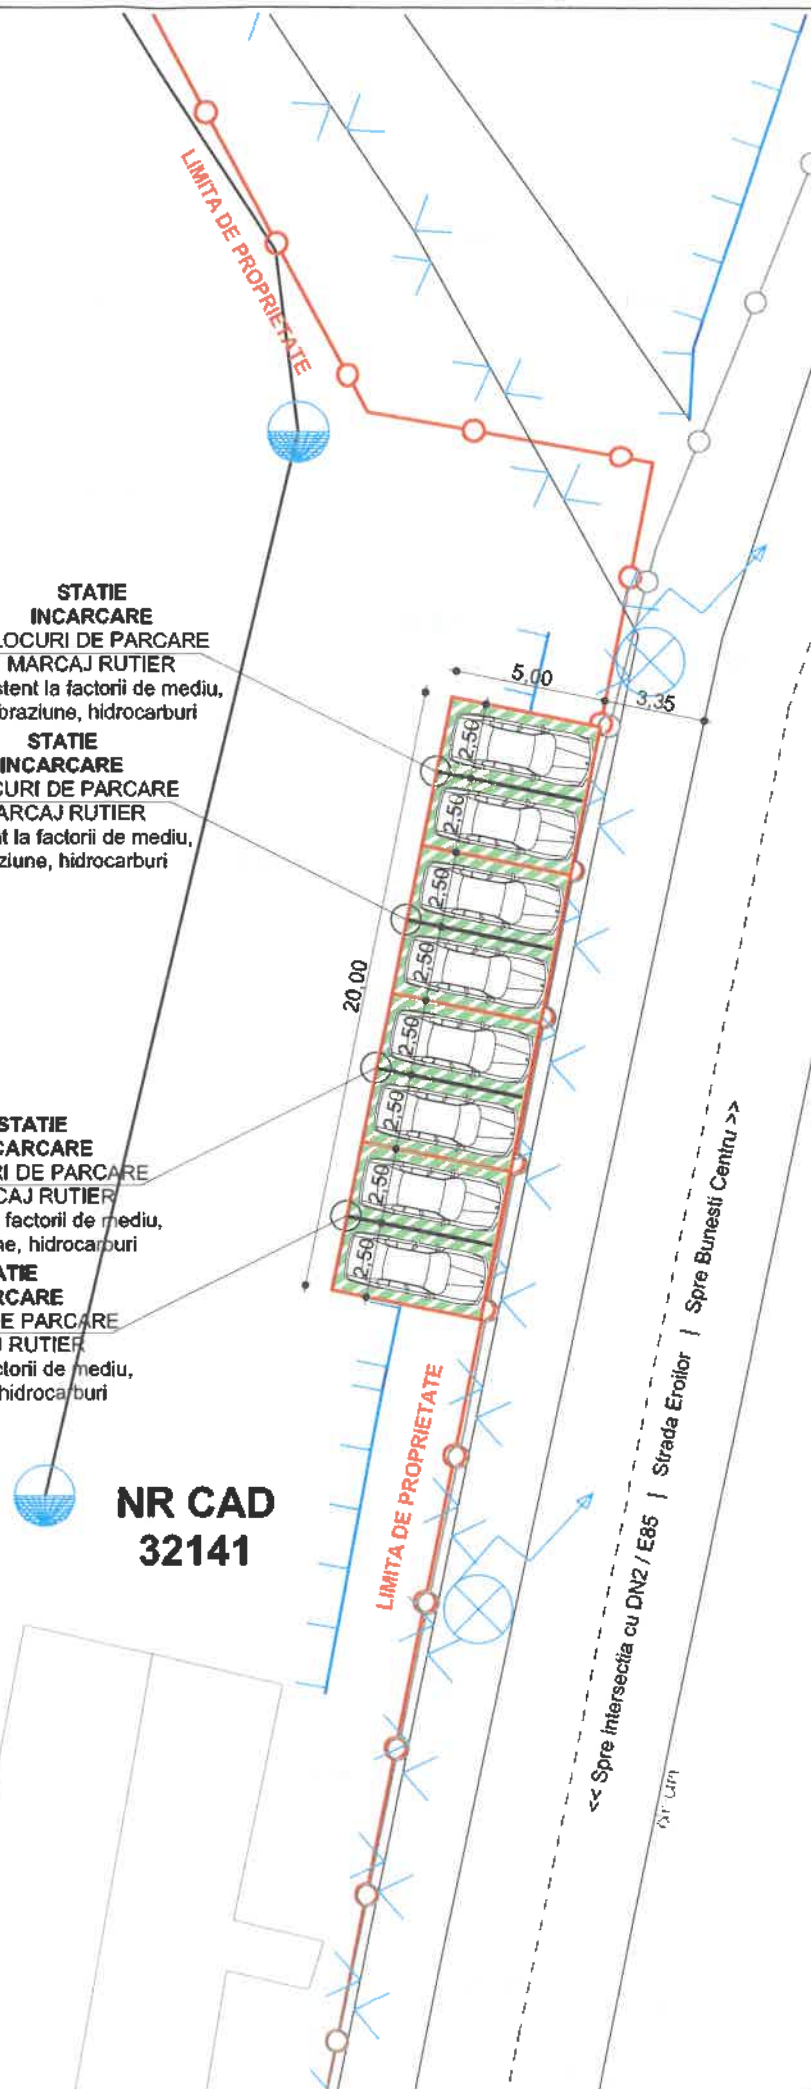 LIMITA DE PROPRIETATE
STATIE
INCARCARE
LOCURI DE PARCARE
MARCAJ RUTIER
stent la factorii de mediu,
braziune, hidrocarburi
STATIE
INCARCARE
CURI DE PARCARE
ARCAJ RUTIER
t la factorii de mediu,
ziune, hidrocarburi
5,00
3,35
2,50
2,50
2,50
2,50
2,50
2,50
2,50
2,50
20,00
STATIE
CARCARE
RI DE PARCARE
CAJ RUTIER
factorii de mediu,
ne, hidrocarburi
ATIE
RCARE
E PARCARE
J RUTIER
ctorii de mediu,
hidrocarburi
NR CAD
32141
LIMITA DE PROPRIETATE
<< Spre intersectia cu DN2 / E85 | Strada Eroilor | Spre Bunesti Centru >>